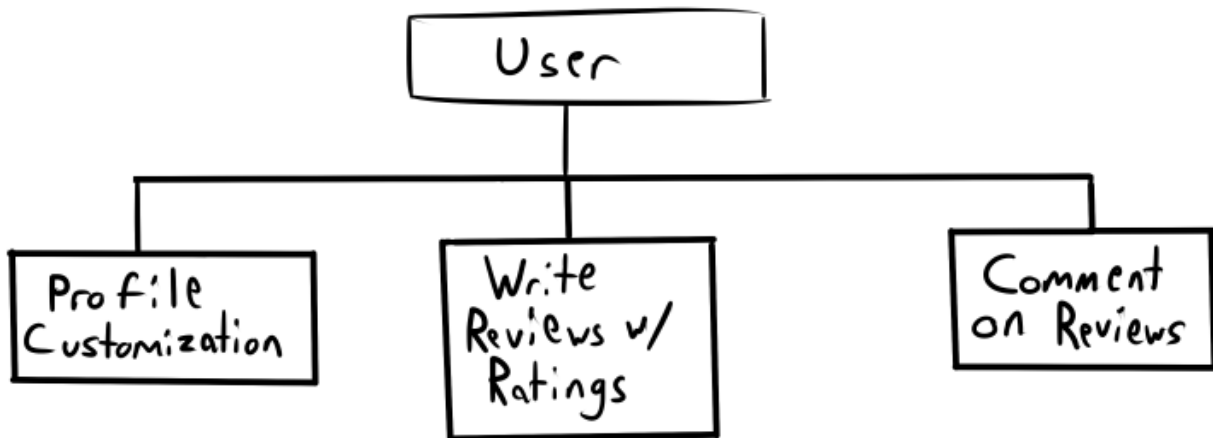 User
Profile
Customization
Write
Reviews w/
Ratings
Comment
on Reviews